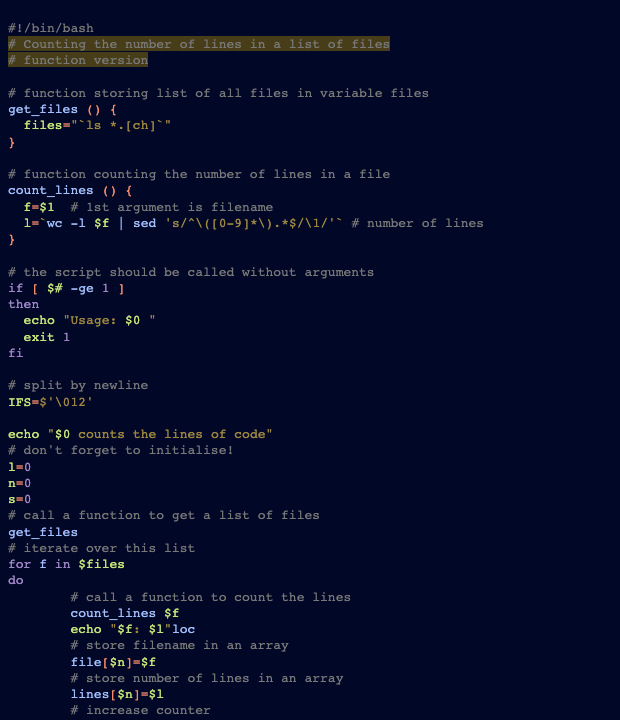 #!/bin/bash
# Counting the number of lines in a list of files
# function version
# function storing list of all files in variable files
get_files () {
files="`ls *.[ch]`"
}
# function counting the number of lines in a file
count_lines () {
f=$1 # 1st argument is filename
l=`wc -l $f | sed 's/^\([0-9]*\).*$/\1/'` # number of lines
}
# the script should be called without arguments
if [ $# -ge 1 ]
then
echo "Usage: $0 "
exit 1
fi
# split by newline
IFS=$'\012'
echo "$0 counts the lines of code"
# don't forget to initialise!
l=0
n=0
s=0
# call a function to get a list of files
get_files
# iterate over this list
for f in $files
do
# call a function to count the lines
count_lines $f
echo "$f: $l"loc
# store filename in an array
file[$n]=$f
# store number of lines in an array
lines[$n]=$l
# increase counter